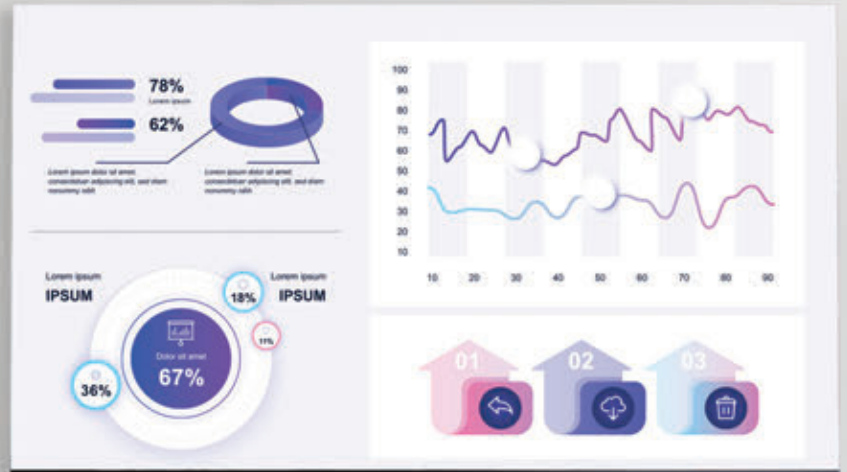 78%
Lorem ipsum
62%
Lorem ipsum dolor sit amet
consectetuer adipiscing elit, sed diam
nonummy nibh
Lorem ipsum dolor sit amet
consectetuer adipiscing elit, sed diam
nonummy nibh
Lorem ipsum
IPSUM
Lorem ipsum
IPSUM
18%
11%
36%
Dolor sit amet
67%
100
90
80
70
60
50
40
30
20
10
10 20 30 40 50 60 70 80 90
01 02 03